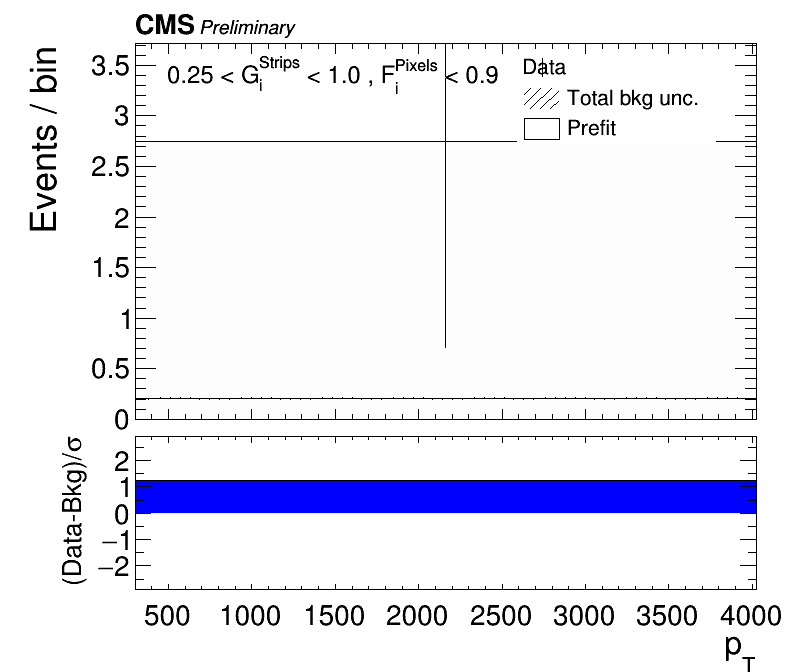 CMS Preliminary
0.25 < G_i^Strips < 1.0 , F_i^Pixels < 0.9
Data
Total bkg unc.
Prefit
Events / bin
3.5
3
2.5
2
1.5
1
0.5
0
(Data-Bkg)/σ
2
1
0
−1
−2
500 1000 1500 2000 2500 3000 3500 4000
p_T